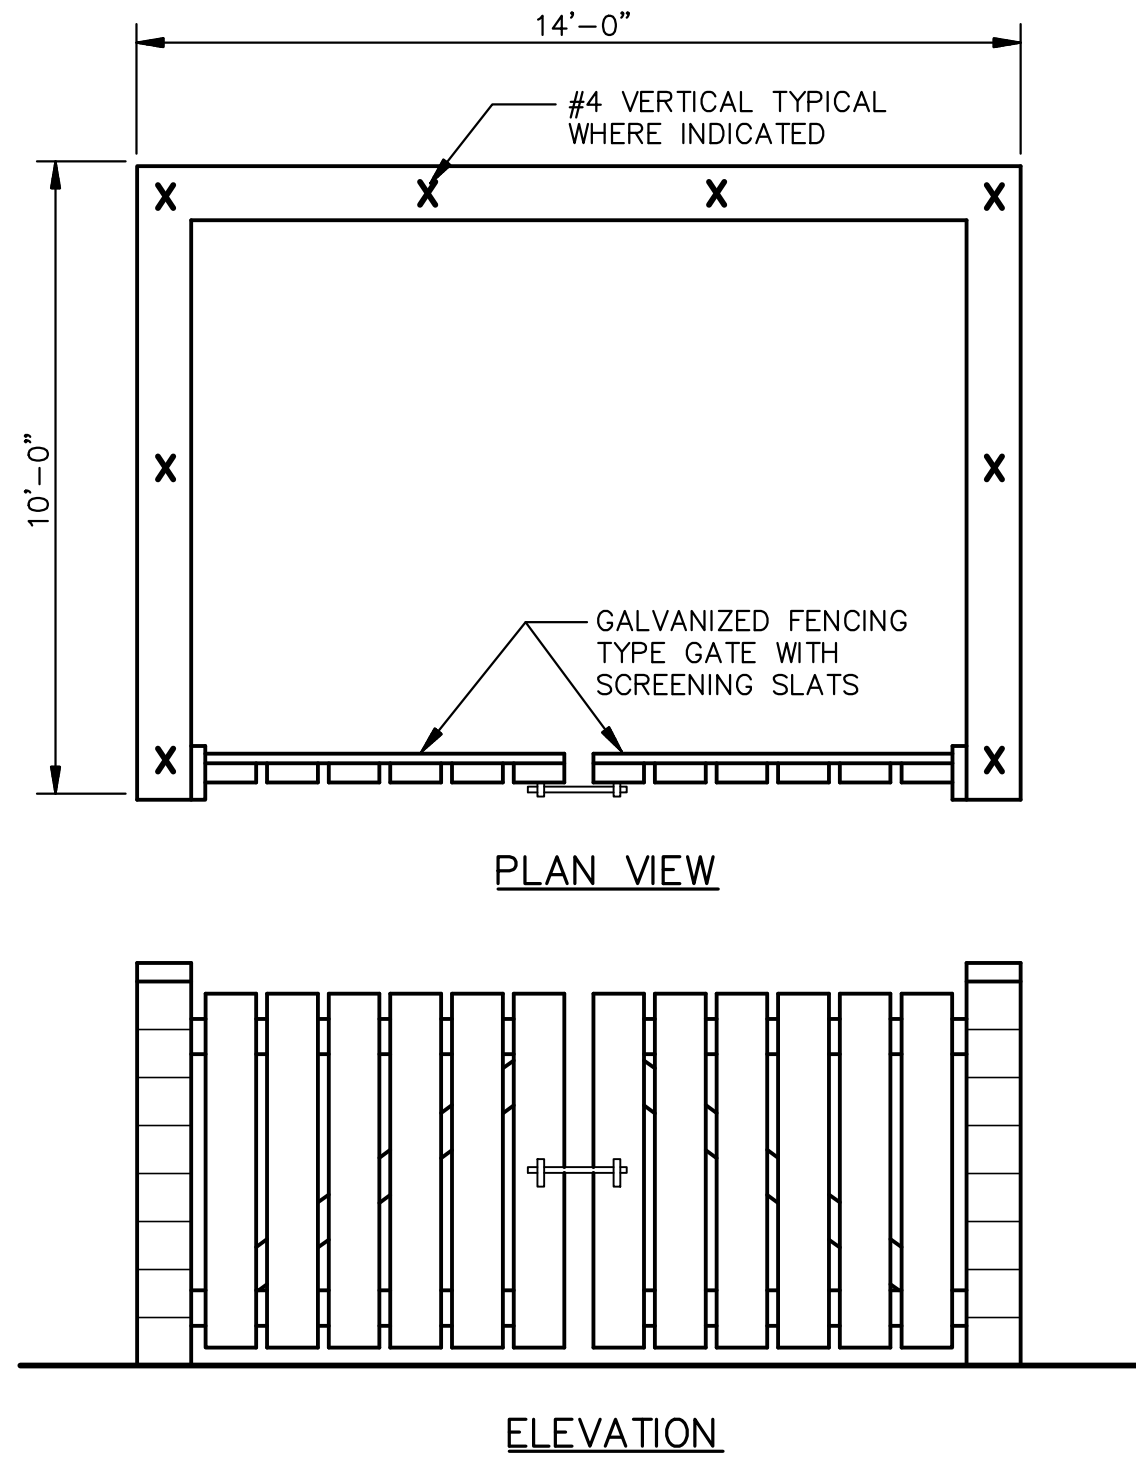 14'-0"
#4 VERTICAL TYPICAL
WHERE INDICATED
10'-0"
GALVANIZED FENCING
TYPE GATE WITH
SCREENING SLATS
PLAN VIEW
ELEVATION